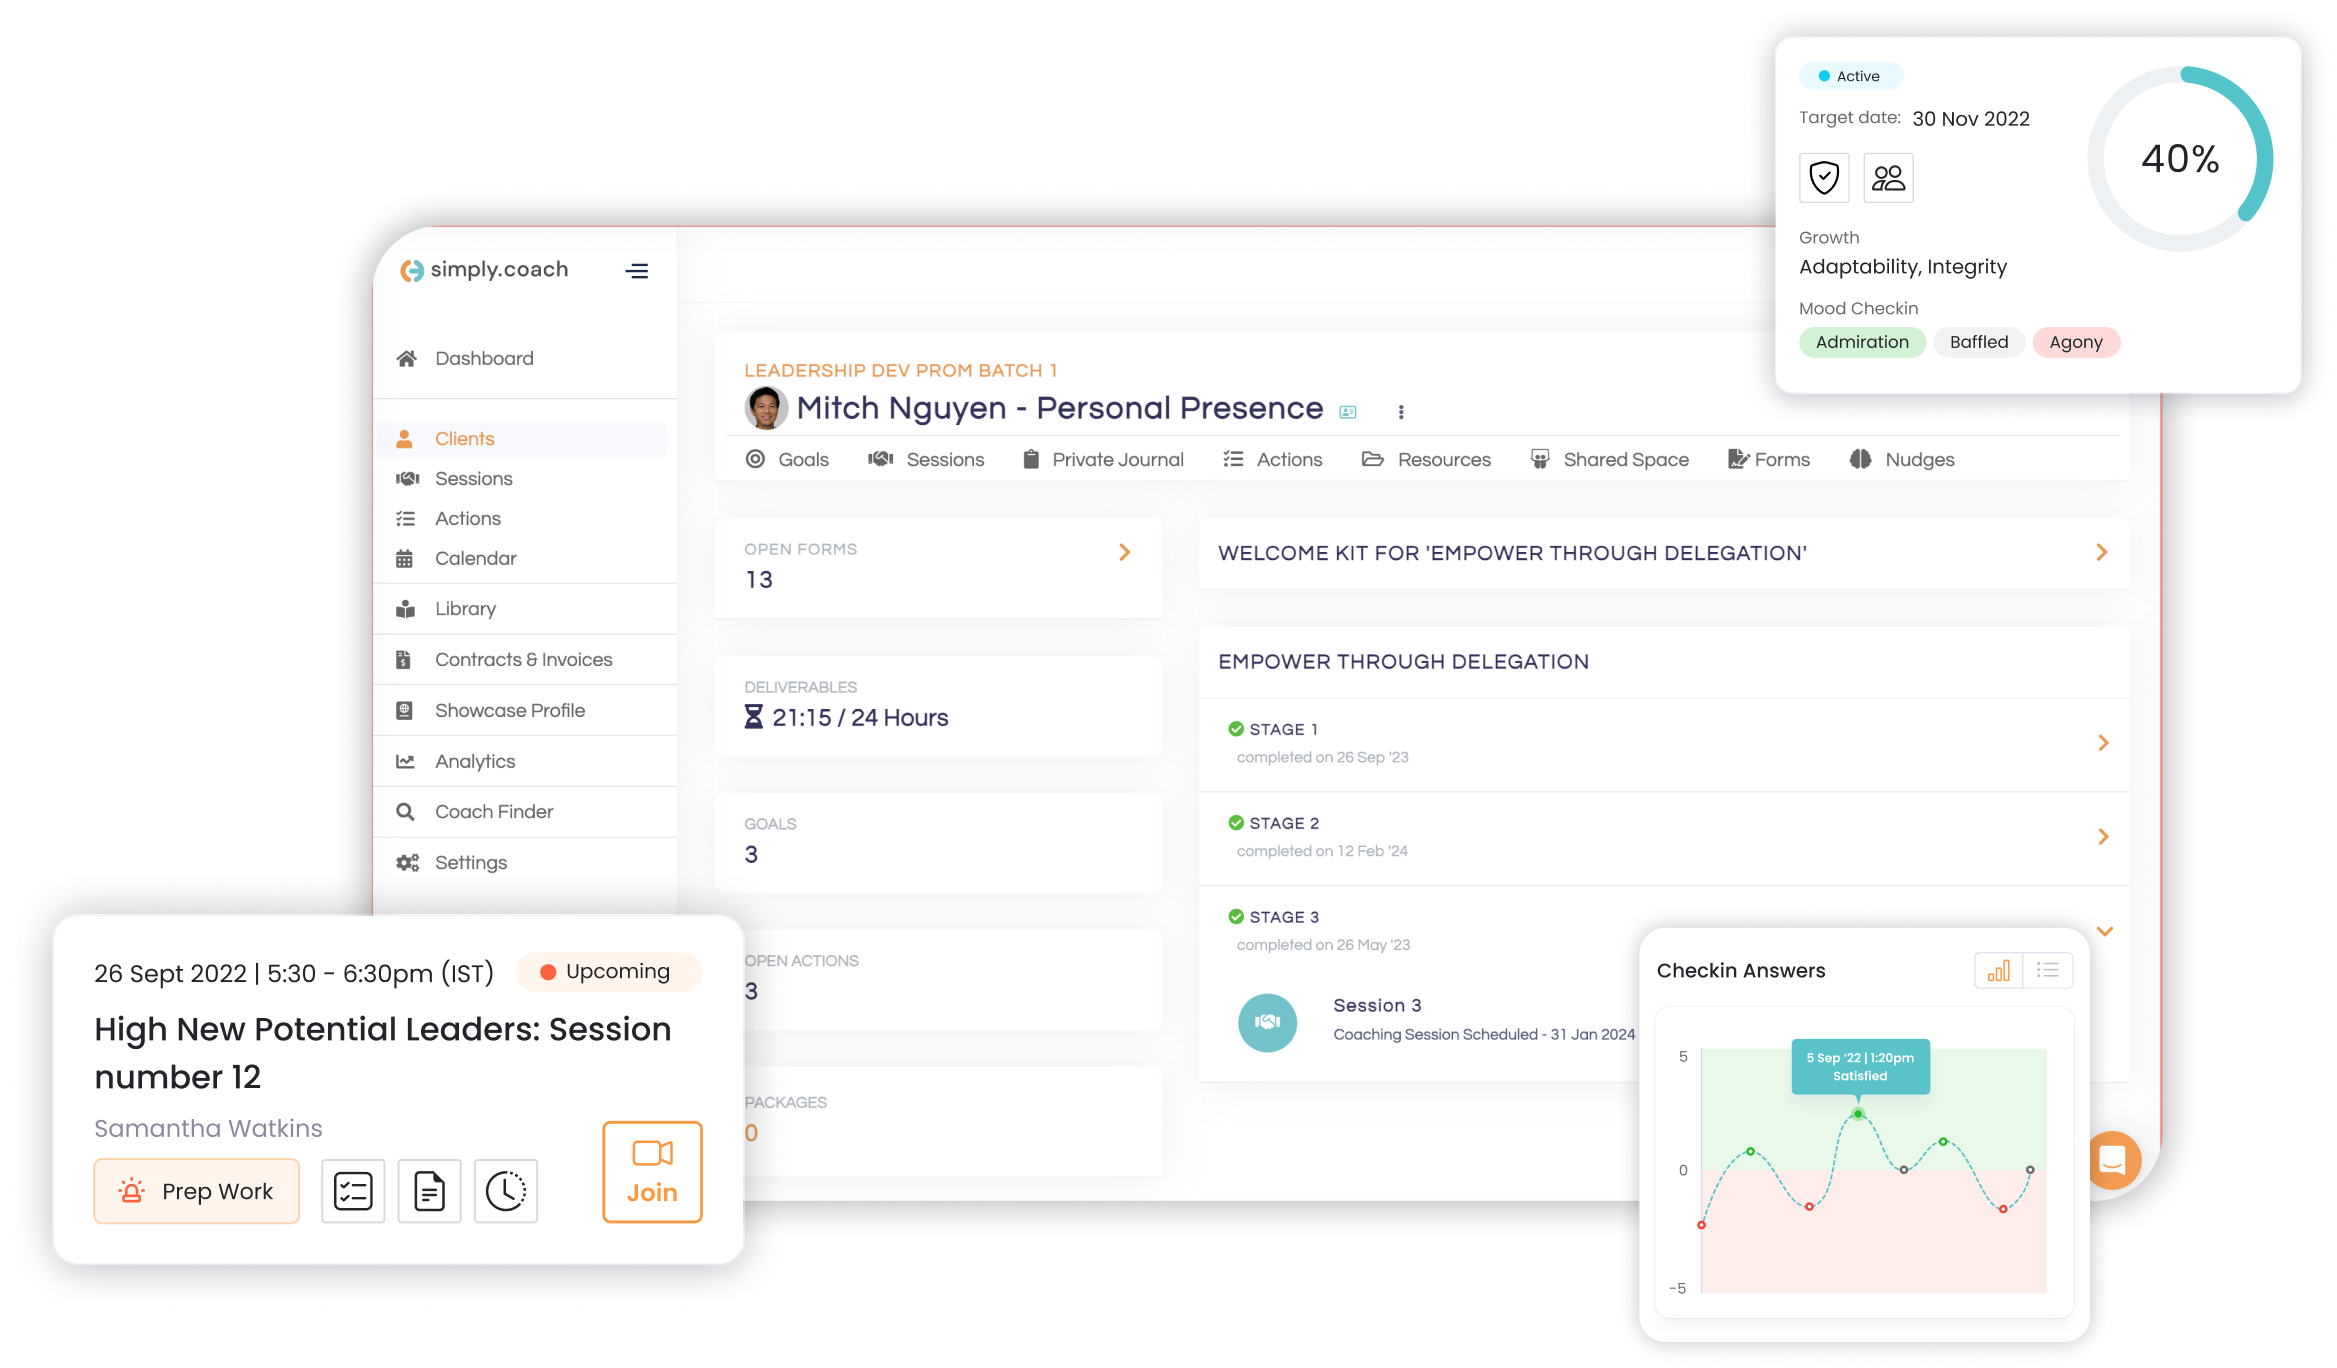 Active
Target date: 30 Nov 2022
40%
Growth
Adaptability, Integrity
Mood Checkin
Admiration Baffled Agony
simply.coach
Dashboard
Clients
Sessions
Actions
Calendar
Library
Contracts & Invoices
Showcase Profile
Analytics
Coach Finder
Settings
LEADERSHIP DEV PROM BATCH 1
Mitch Nguyen - Personal Presence
Goals Sessions Private Journal Actions Resources Shared Space Forms Nudges
OPEN FORMS
13
DELIVERABLES
21:15 / 24 Hours
GOALS
3
OPEN ACTIONS
3
PACKAGES
0
WELCOME KIT FOR 'EMPOWER THROUGH DELEGATION'
EMPOWER THROUGH DELEGATION
STAGE 1
completed on 26 Sep '23
STAGE 2
completed on 12 Feb '24
STAGE 3
completed on 26 May '23
Session 3
Coaching Session Scheduled - 31 Jan 2024
26 Sept 2022 | 5:30 - 6:30pm (IST) Upcoming
High New Potential Leaders: Session
number 12
Samantha Watkins
Prep Work
Join
Checkin Answers
5
5 Sep ‘22 | 1:20pm
Satisfied
0
-5